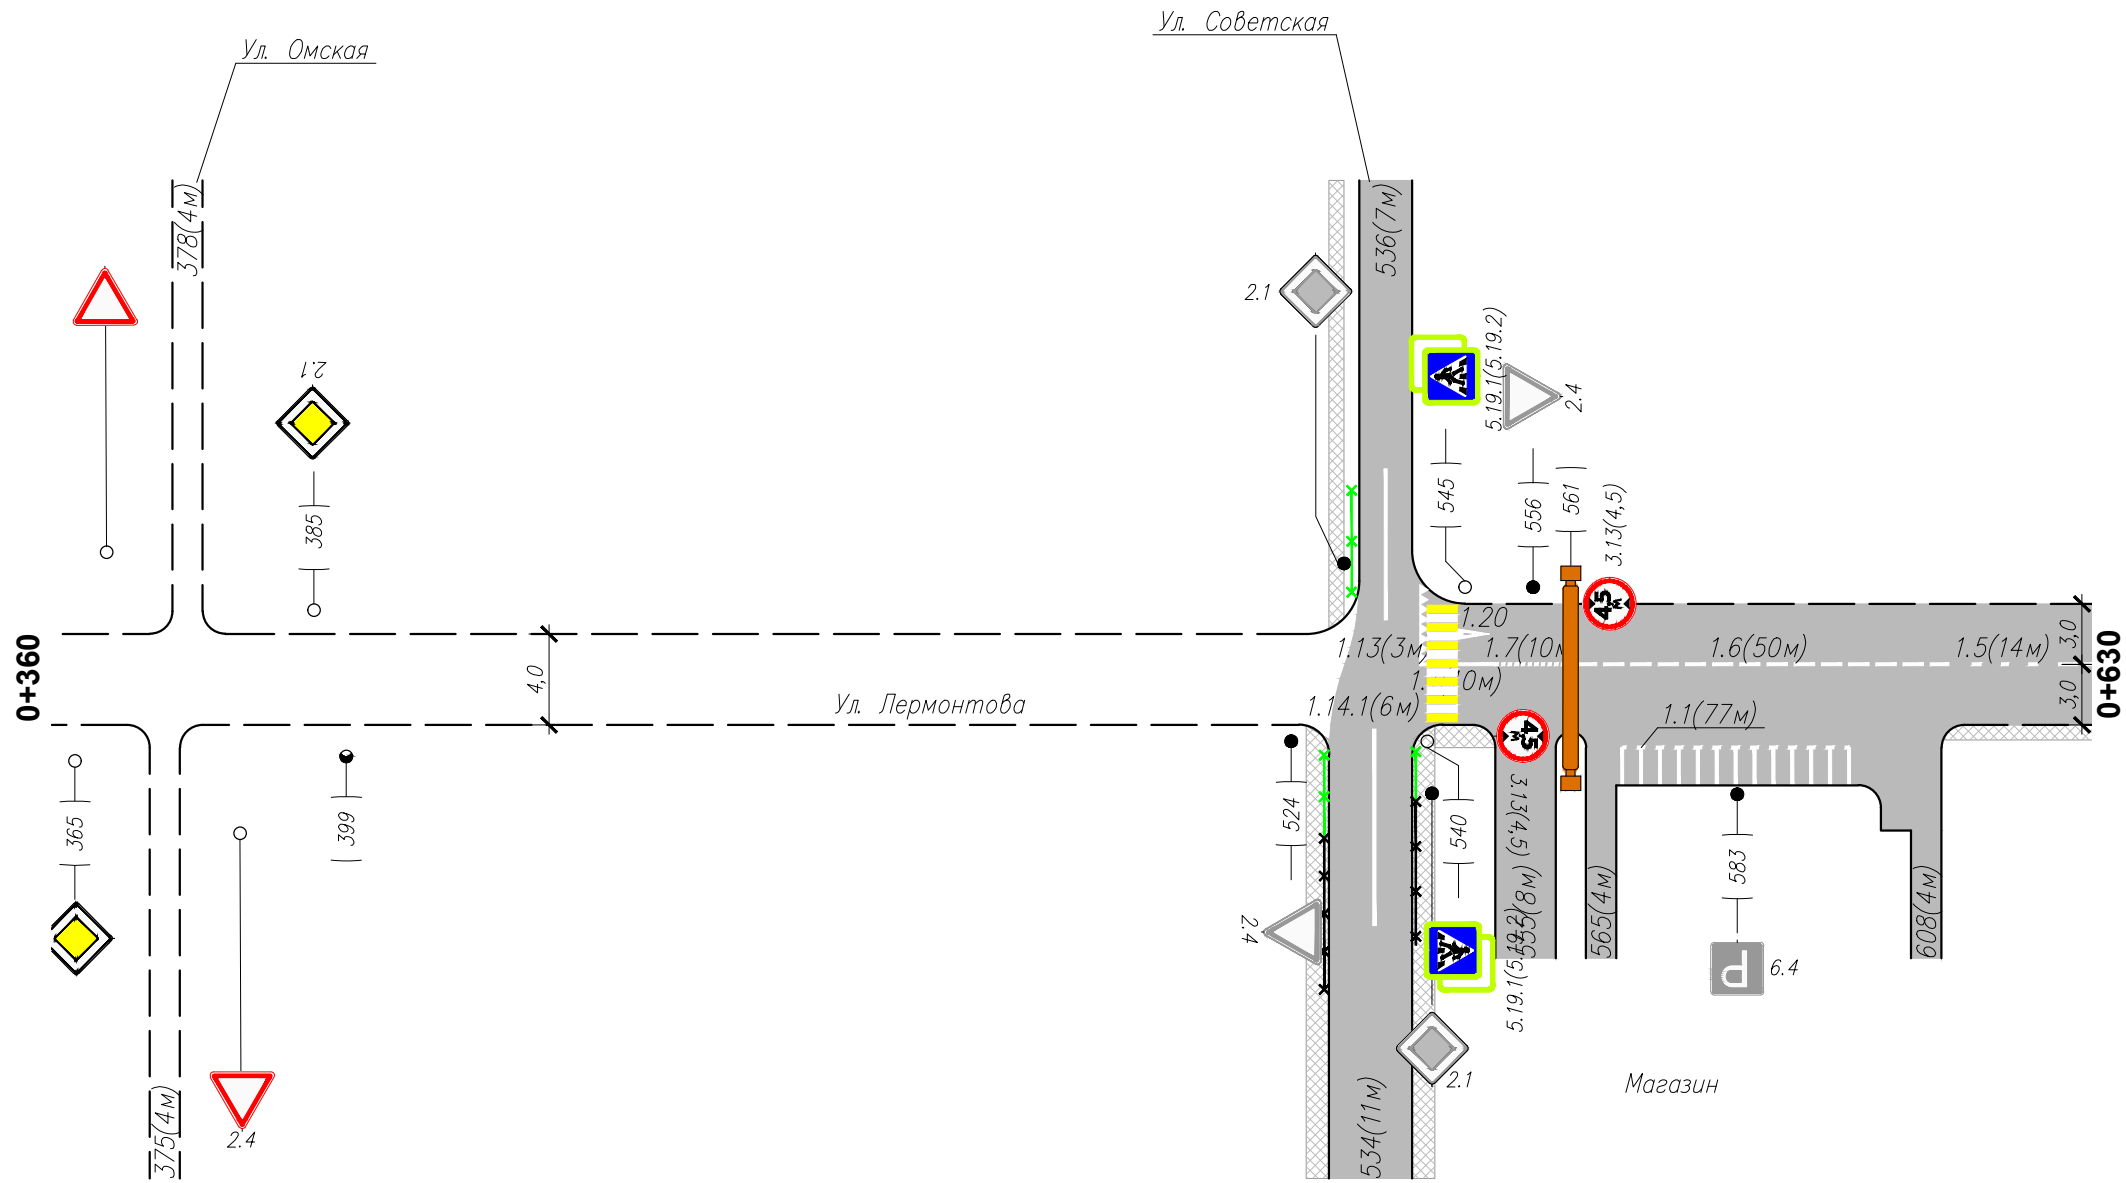 Ул. Советская
Ул. Омская
378(4м)
536(7м)
2.1
5.19.1(5.19.2)
2.4
2.1
385
545
556
561
3.13(4,5)
4.5
м
0+360
4,0
1.20
1.13(3м)
1.7(10м)
1.6(50м)
1.5(14м)
3,0
3,0
0+630
Ул. Лермонтова
1.14.1(6м)
1.1(77м)
4.5
м
365
399
524
540
3.13(4,5)
565(4м)
583
608(4м)
2.4
5.19.1(5.19.2)
P
6.4
2.1
Магазин
375(4м)
2.4
534(11м)